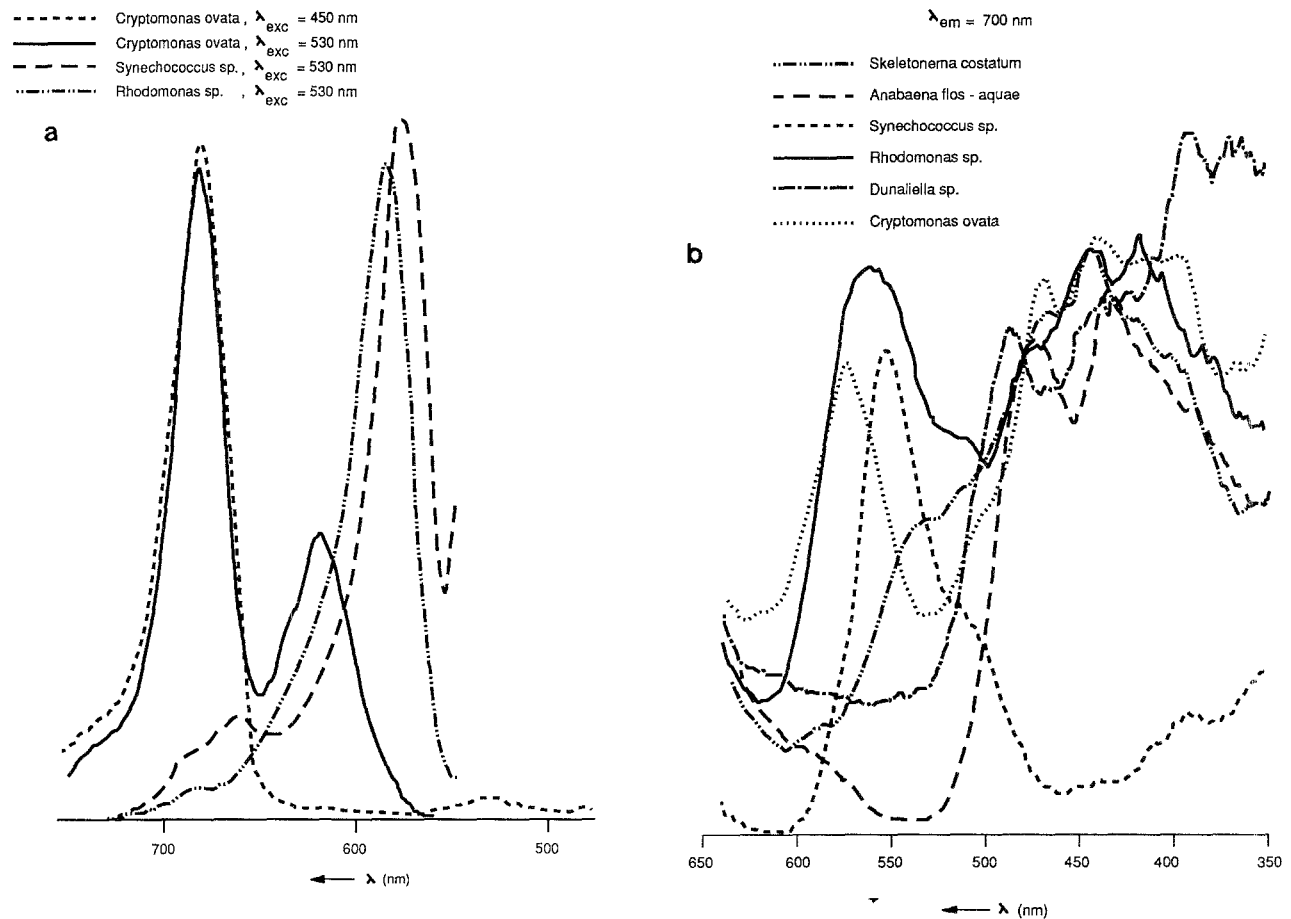 Cryptomonas ovata , λexc = 450 nm
Cryptomonas ovata , λexc = 530 nm
Synechococcus sp. , λexc = 530 nm
Rhodomonas sp. , λexc = 530 nm
a
700 600 500
λ (nm)
λem = 700 nm
Skeletonema costatum
Anabaena flos - aquae
Synechococcus sp.
Rhodomonas sp.
Dunaliella sp.
Cryptomonas ovata
b
650 600 550 500 450 400 350
λ (nm)